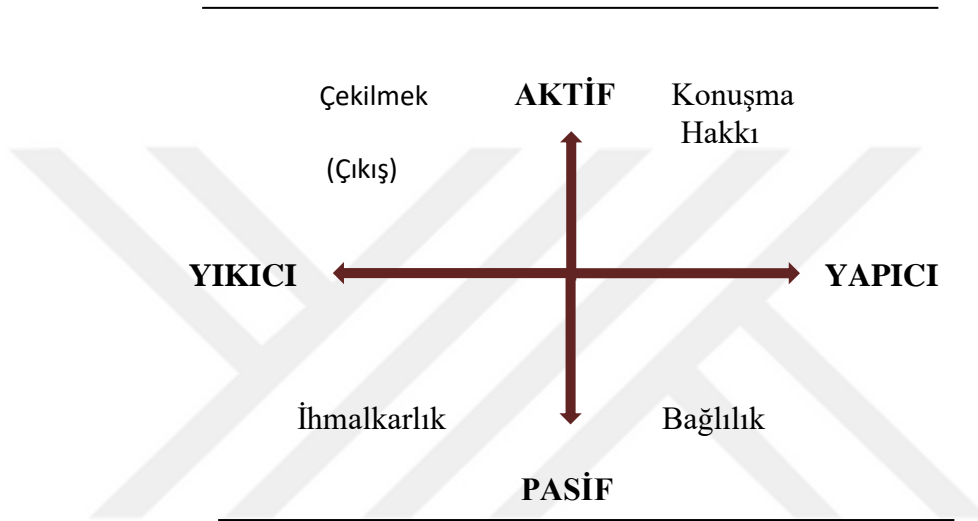 Çekilmek AKTİF Konuşma
Hakkı
(Çıkış)
YIKICI YAPICI
İhmalkarlık Bağlılık
PASİF